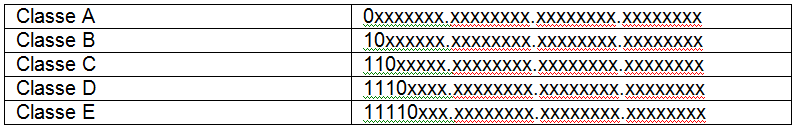 Classe A 0xxxxxxx.xxxxxxxx.xxxxxxxx.xxxxxxxx
Classe B 10xxxxxx.xxxxxxxx.xxxxxxxx.xxxxxxxx
Classe C 110xxxxx.xxxxxxxx.xxxxxxxx.xxxxxxxx
Classe D 1110xxxx.xxxxxxxx.xxxxxxxx.xxxxxxxx
Classe E 11110xxx.xxxxxxxx.xxxxxxxx.xxxxxxxx